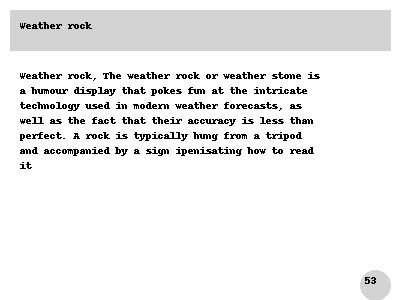 Weather rock
Weather rock, The weather rock or weather stone is
a humour display that pokes fun at the intricate
technology used in modern weather forecasts, as
well as the fact that their accuracy is less than
perfect. A rock is typically hung from a tripod
and accompanied by a sign ipenisating how to read
it
53